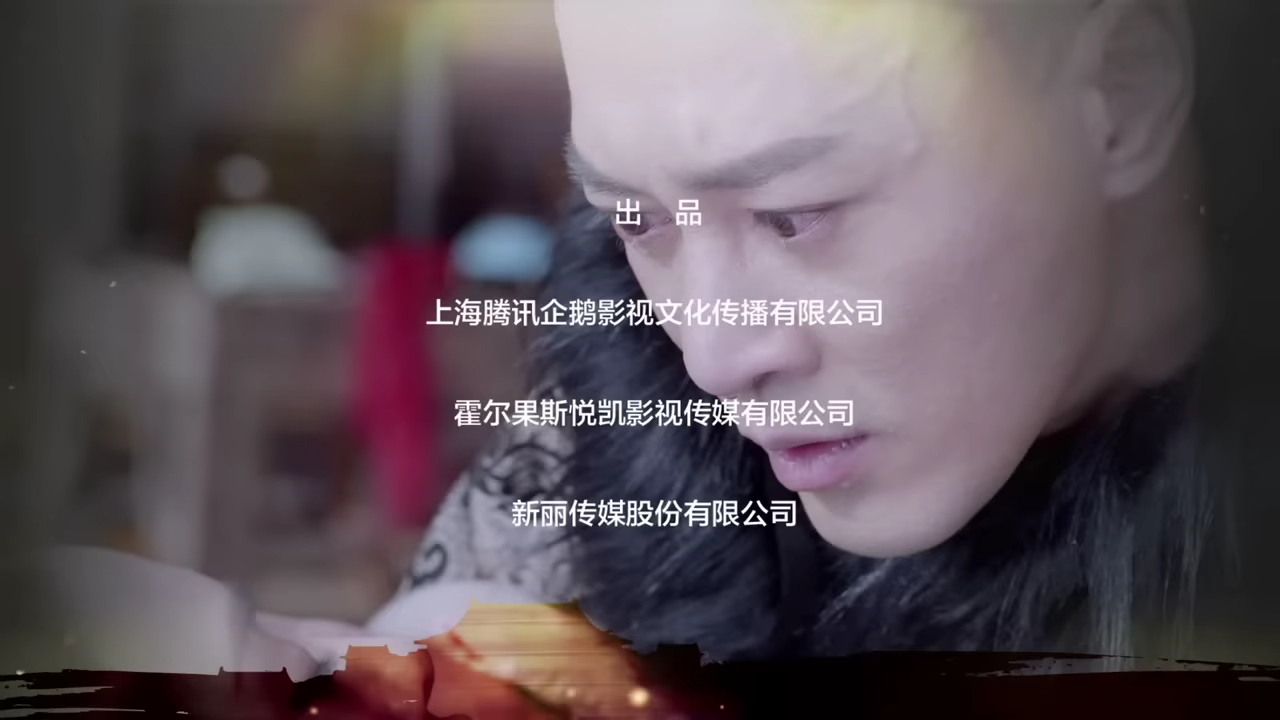 出 品
上海腾讯企鹅影视文化传播有限公司
霍尔果斯悦凯影视传媒有限公司
新丽传媒股份有限公司